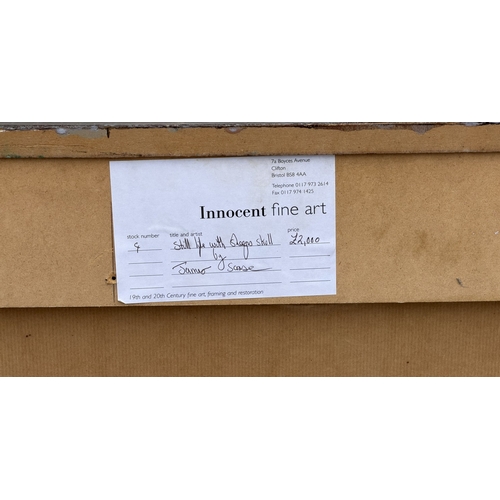 7a Boyces Avenue
Clifton
Bristol BS8 4AA
Telephone 0117 973 2614
Fax 0117 974 1425
Innocent fine art
stock number title and artist price
Still life with skull £2,000
by
James
19th and 20th Century fine art, framing and restoration